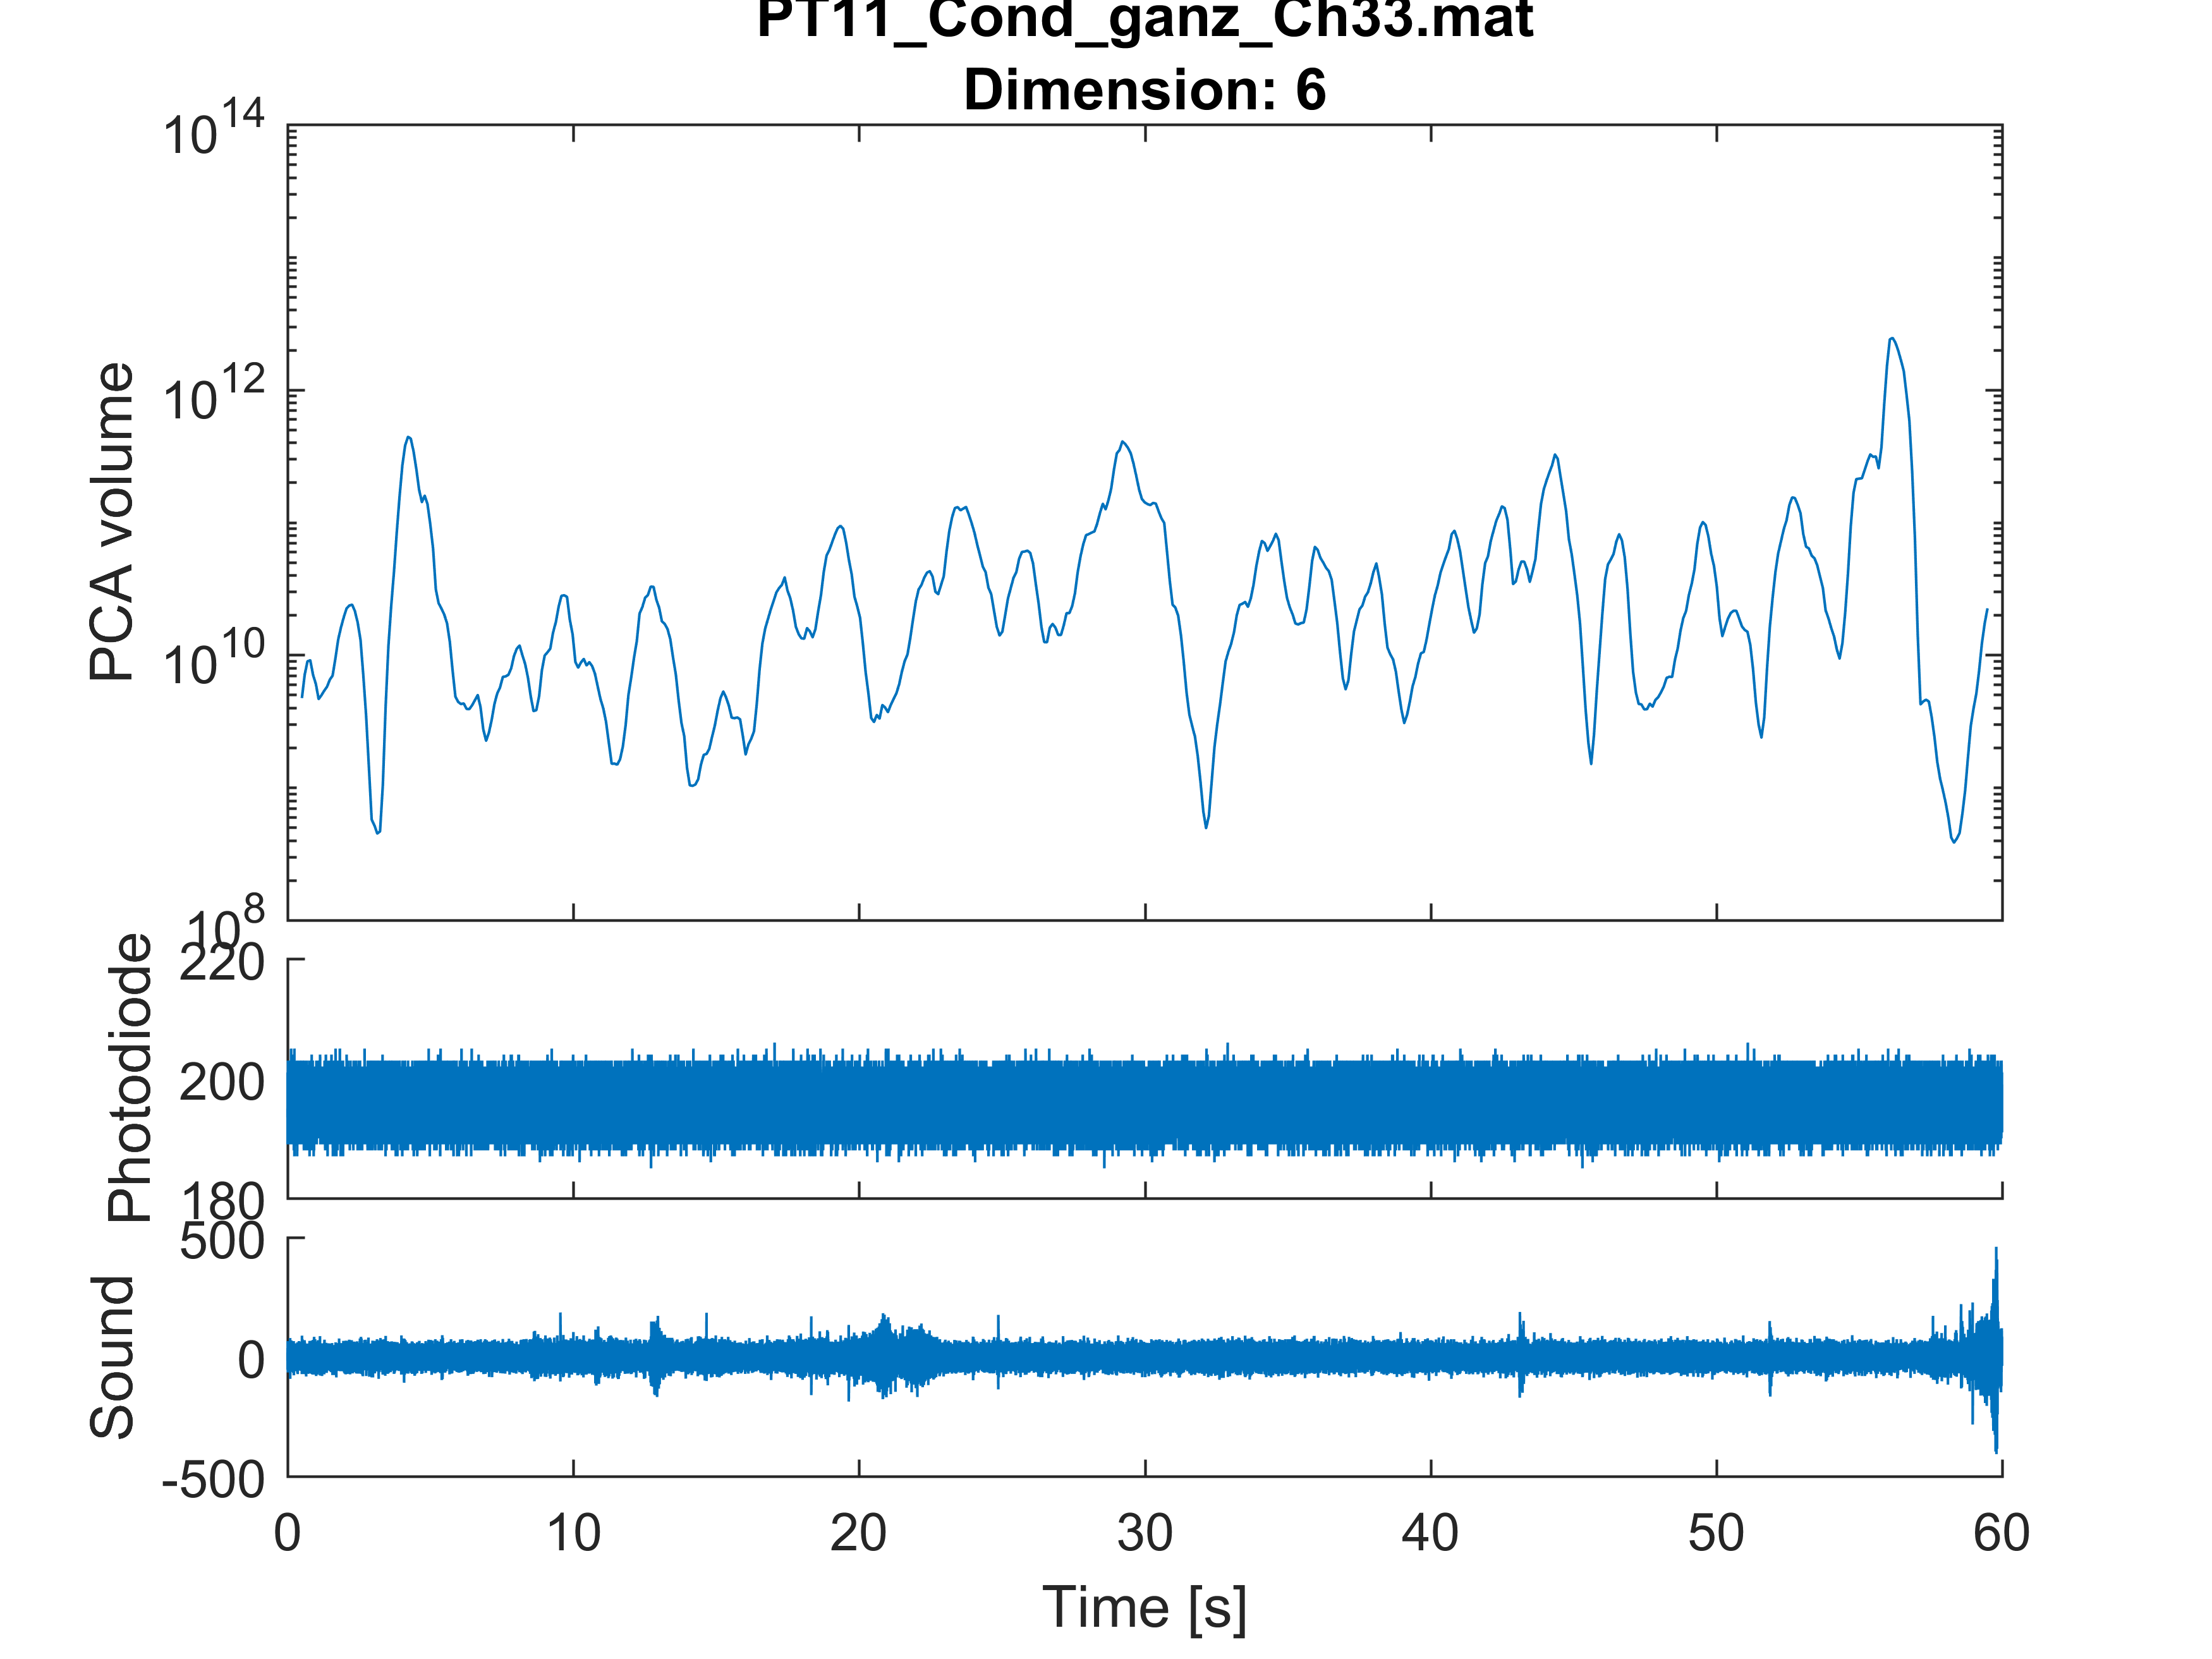 PT11_Cond_ganz_Ch33.mat
Dimension: 6
10^14
10^12
10^10
10^8
PCA volume
220
200
180
Photodiode
500
0
-500
Sound
0 10 20 30 40 50 60
Time [s]